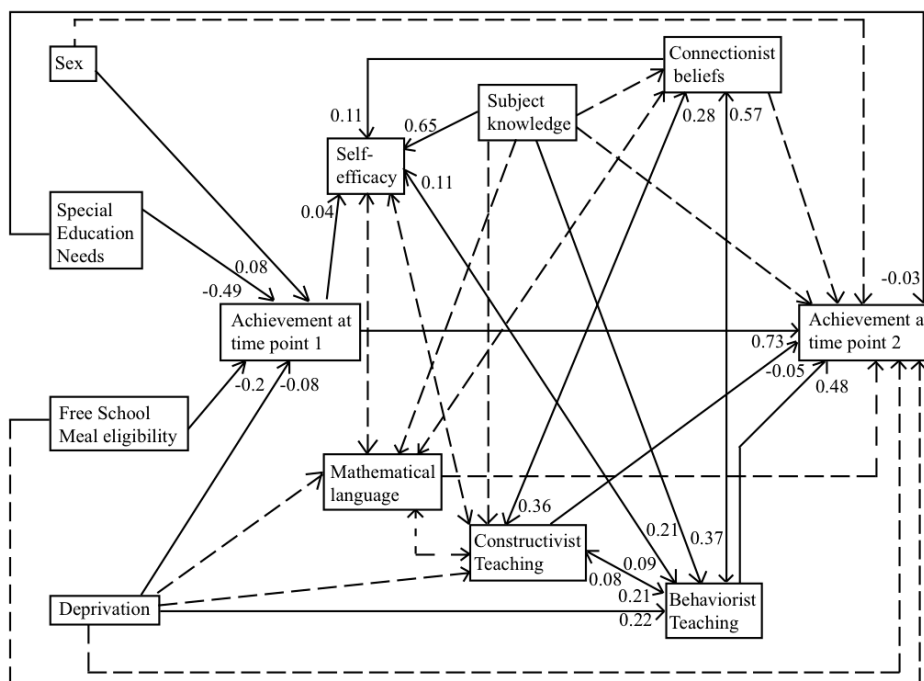 Sex
Connectionist
beliefs
Subject
knowledge
0.28
0.57
0.11
0.65
Self-
efficacy
0.11
Special
Education
Needs
0.04
0.08
-0.49
-0.03
Achievement at
time point 1
Achievement a
time point 2
0.73
-0.05
0.48
-0.2
-0.08
Free School
Meal eligibility
Mathematical
language
0.36
0.21
0.37
Constructivist
Teaching
0.09
0.08
0.21
0.22
Behaviorist
Teaching
Deprivation